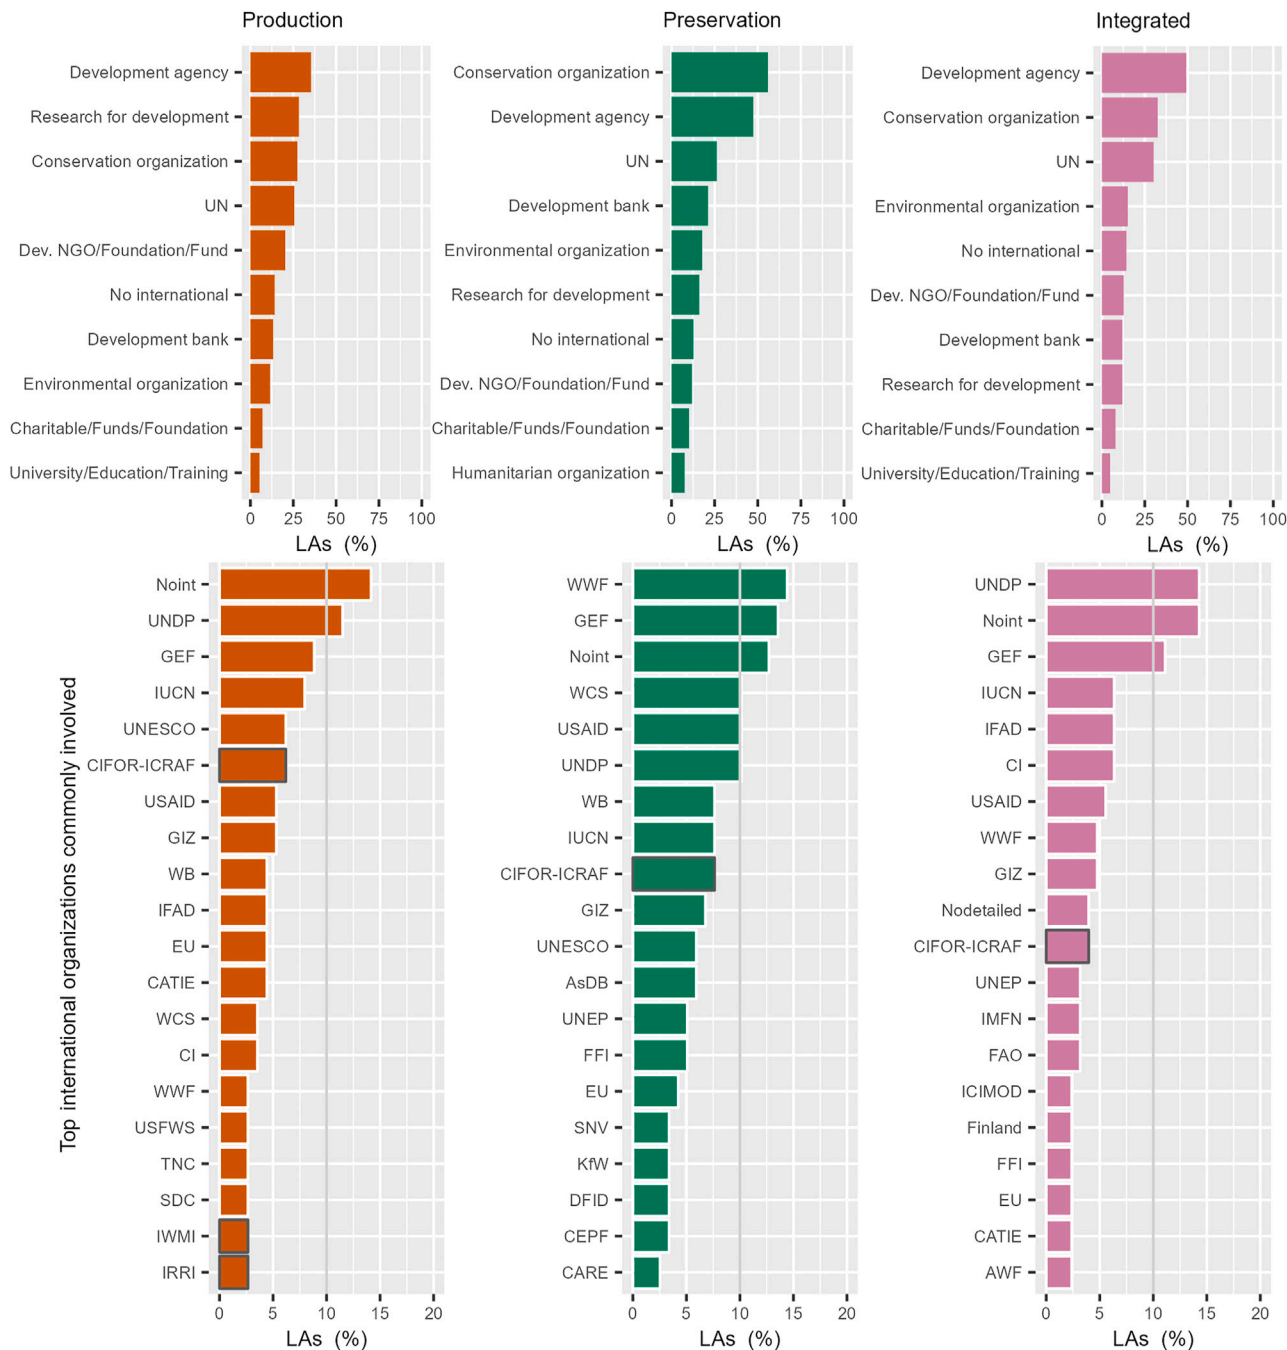 Production
Development agency
Research for development
Conservation organization
UN
Dev. NGO/Foundation/Fund
No international
Development bank
Environmental organization
Charitable/Funds/Foundation
University/Education/Training
0 25 50 75 100
LAs (%)
Preservation
Conservation organization
Development agency
UN
Development bank
Environmental organization
Research for development
No international
Dev. NGO/Foundation/Fund
Charitable/Funds/Foundation
Humanitarian organization
0 25 50 75 100
LAs (%)
Integrated
Development agency
Conservation organization
UN
Environmental organization
No international
Dev. NGO/Foundation/Fund
Development bank
Research for development
Charitable/Funds/Foundation
University/Education/Training
0 25 50 75 100
LAs (%)
Top international organizations commonly involved
Noint
UNDP
GEF
IUCN
UNESCO
CIFOR-ICRAF
USAID
GIZ
WB
IFAD
EU
CATIE
WCS
CI
WWF
USFWS
TNC
SDC
IWMI
IRRI
0 5 10 15 20
LAs (%)
WWF
GEF
Noint
WCS
USAID
UNDP
WB
IUCN
CIFOR-ICRAF
GIZ
UNESCO
AsDB
UNEP
FFI
EU
SNV
KfW
DFID
CEPF
CARE
0 5 10 15 20
LAs (%)
UNDP
Noint
GEF
IUCN
IFAD
CI
USAID
WWF
GIZ
Nodetailed
CIFOR-ICRAF
UNEP
IMFN
FAO
ICIMOD
Finland
FFI
EU
CATIE
AWF
0 5 10 15 20
LAs (%)